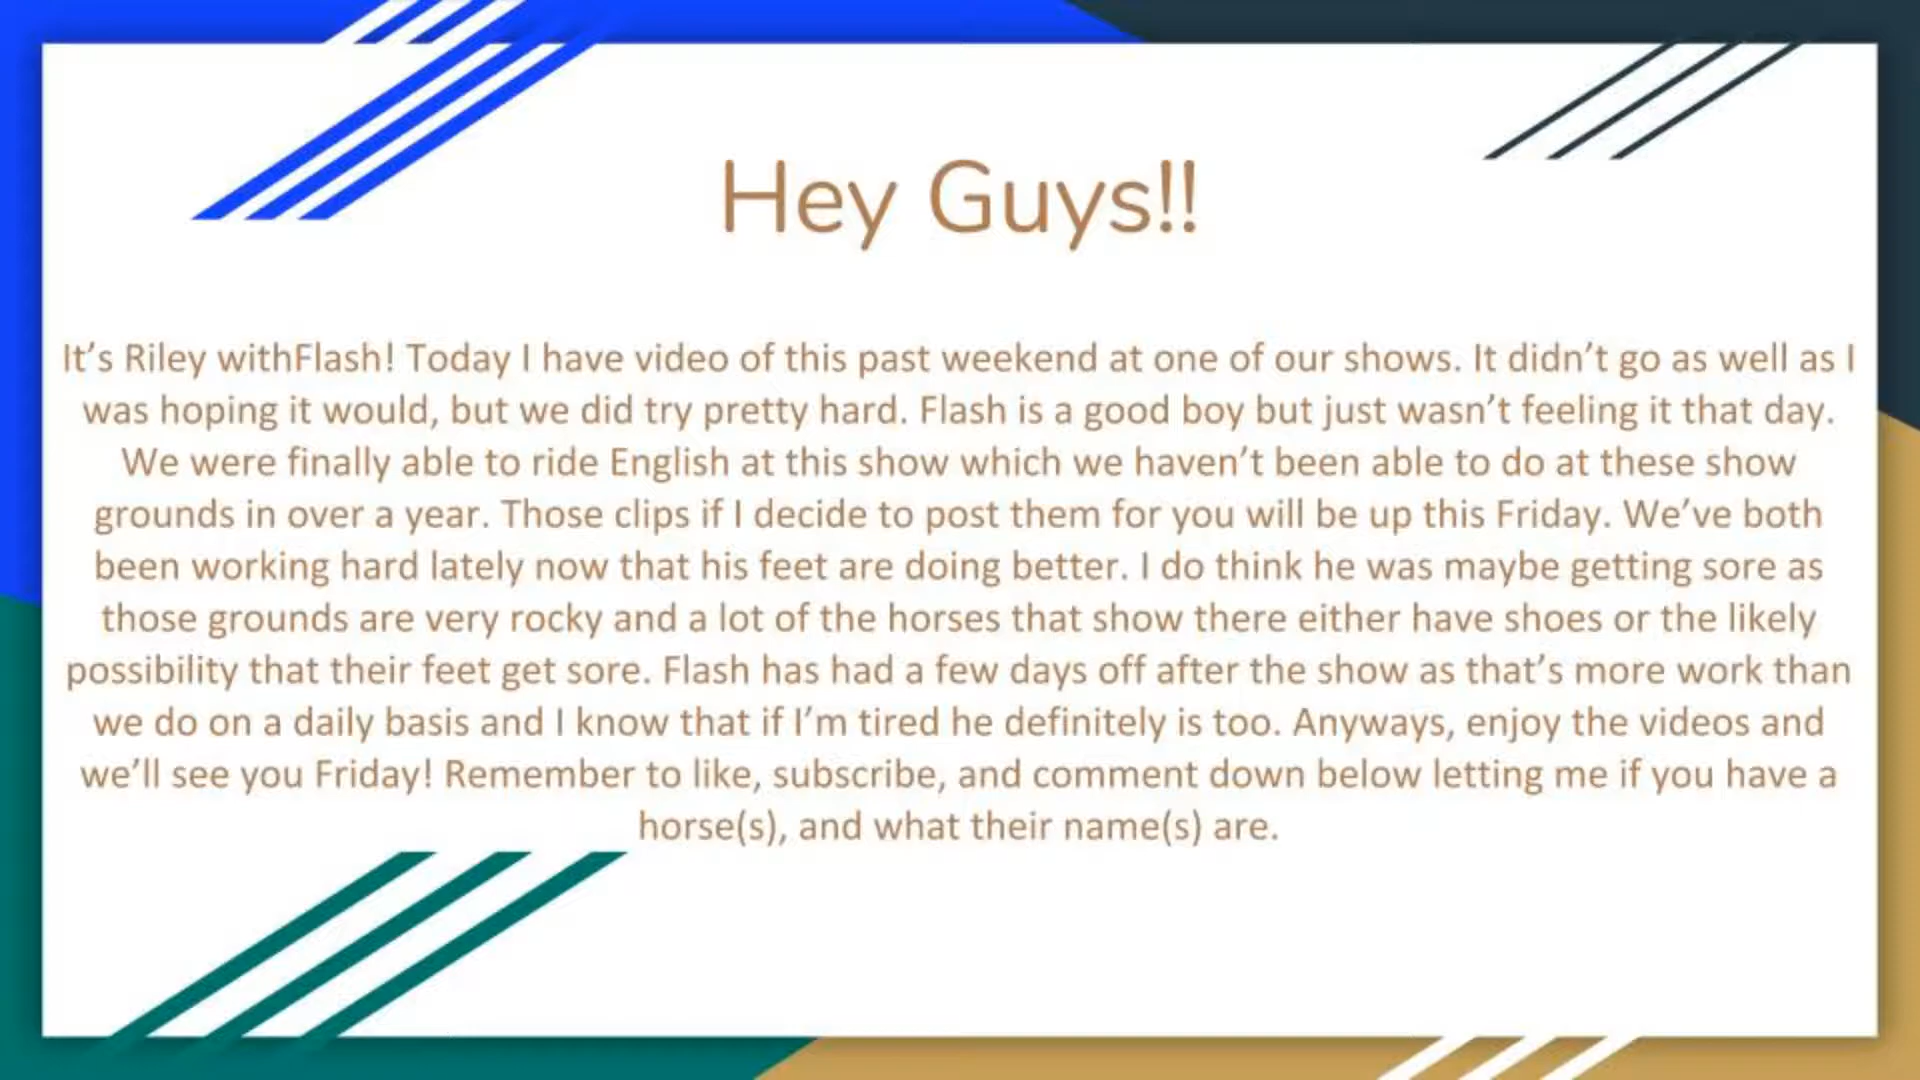 Hey Guys!!
It's Riley withFlash! Today I have video of this past weekend at one of our shows. It didn't go as well as I
was hoping it would, but we did try pretty hard. Flash is a good boy but just wasn't feeling it that day.
We were finally able to ride English at this show which we haven't been able to do at these show
grounds in over a year. Those clips if I decide to post them for you will be up this Friday. We've both
been working hard lately now that his feet are doing better. I do think he was maybe getting sore as
those grounds are very rocky and a lot of the horses that show there either have shoes or the likely
possibility that their feet get sore. Flash has had a few days off after the show as that's more work than
we do on a daily basis and I know that if I'm tired he definitely is too. Anyways, enjoy the videos and
we'll see you Friday! Remember to like, subscribe, and comment down below letting me if you have a
horse(s), and what their name(s) are.